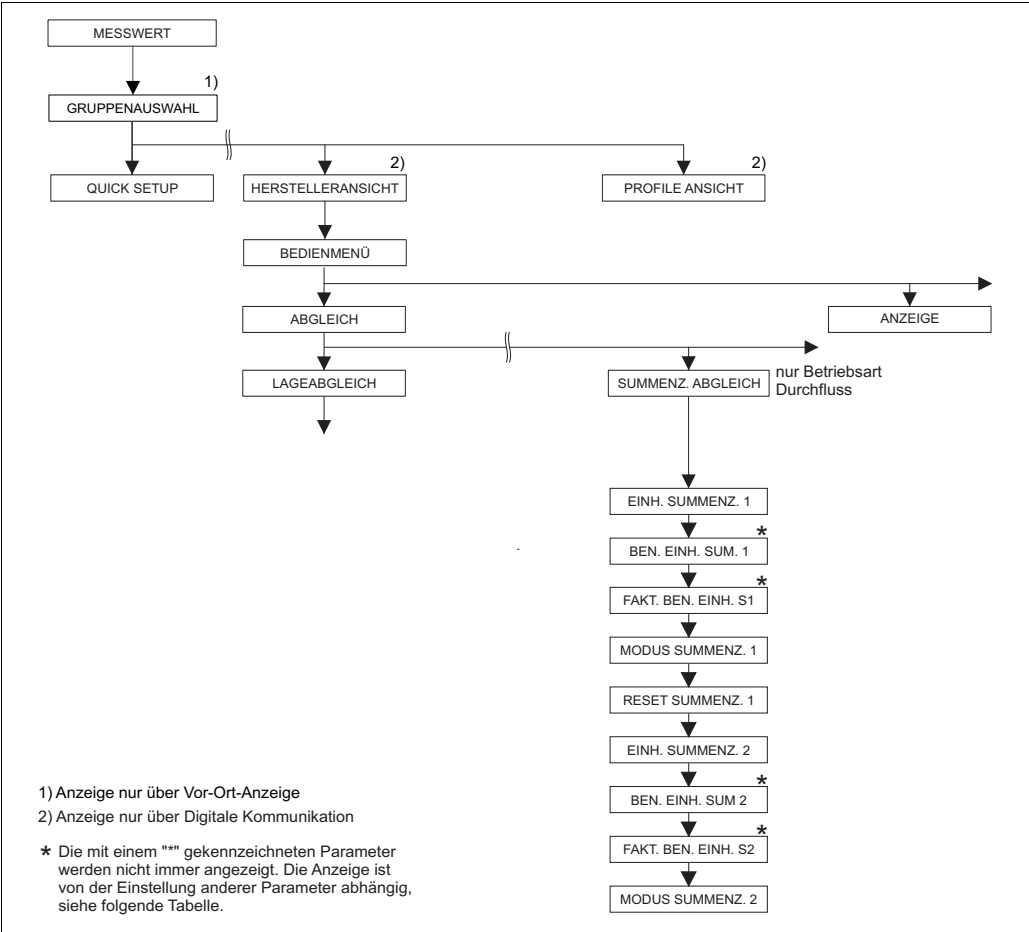 MESSWERT
1)
GRUPPENAUSWAHL
2)
2)
QUICK SETUP
HERSTELLERANSICHT
PROFILE ANSICHT
BEDIENMENÜ
ABGLEICH
ANZEIGE
LAGEABGLEICH
SUMMENZ. ABGLEICH
nur Betriebsart
Durchfluss
EINH. SUMMENZ. 1
*
BEN. EINH. SUM. 1
*
FAKT. BEN. EINH. S1
MODUS SUMMENZ. 1
RESET SUMMENZ. 1
EINH. SUMMENZ. 2
*
BEN. EINH. SUM 2
*
FAKT. BEN. EINH. S2
MODUS SUMMENZ. 2
1) Anzeige nur über Vor-Ort-Anzeige
2) Anzeige nur über Digitale Kommunikation
* Die mit einem "*" gekennzeichneten Parameter
werden nicht immer angezeigt. Die Anzeige ist
von der Einstellung anderer Parameter abhängig,
siehe folgende Tabelle.